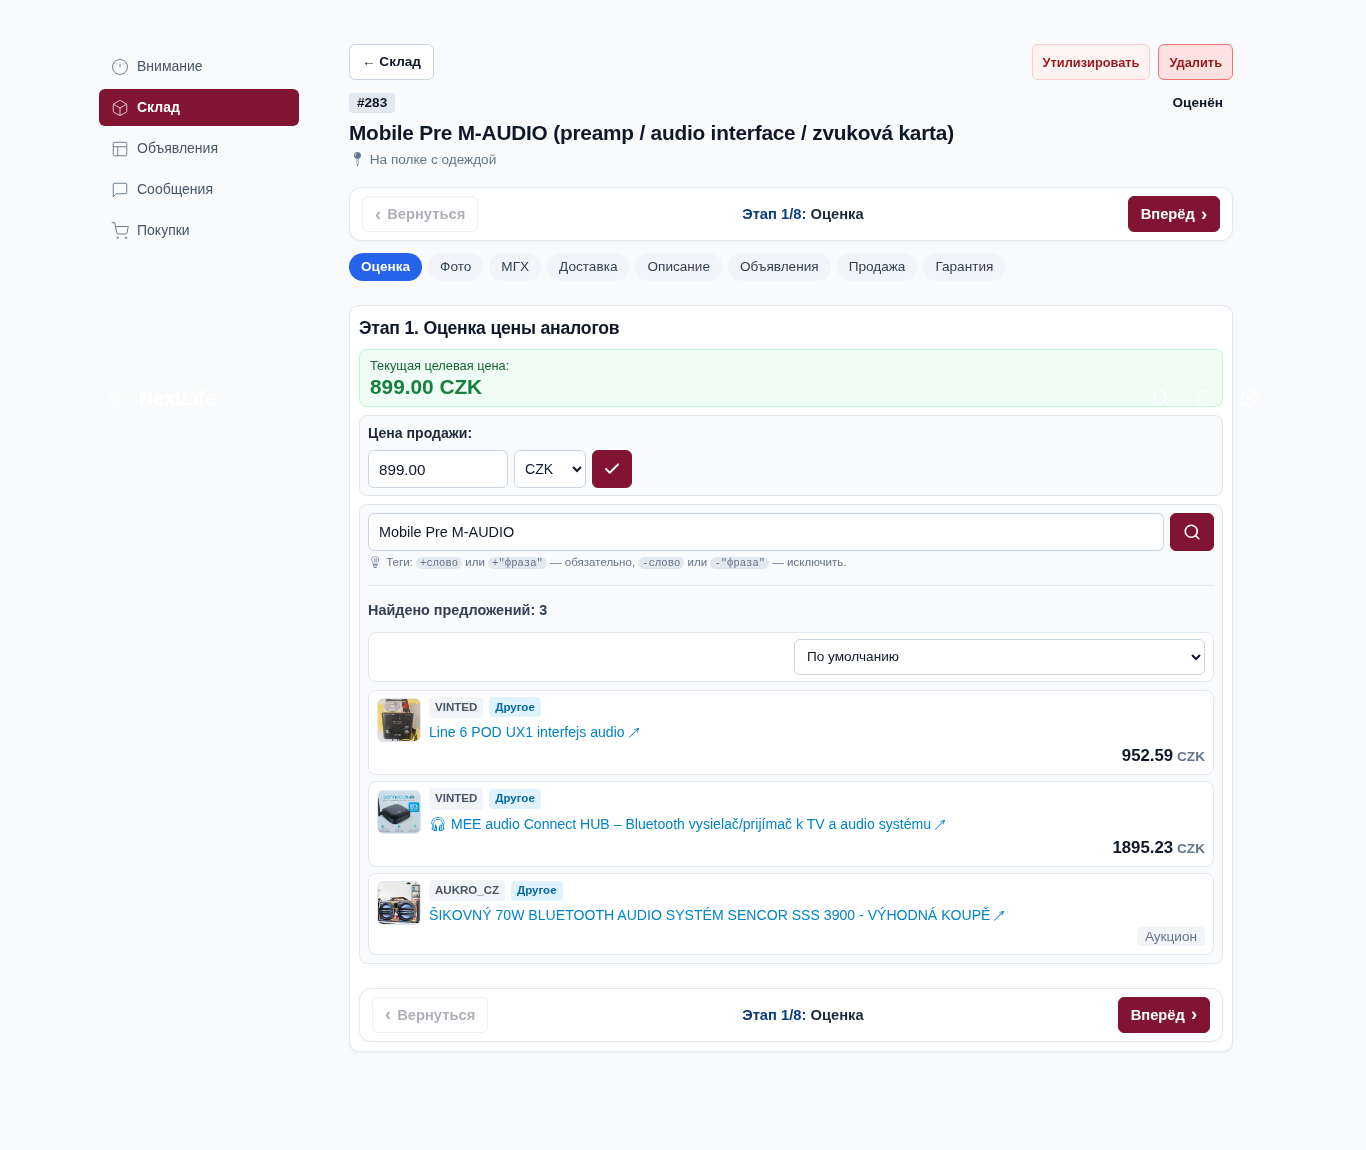 ← Склад
Утилизировать
Удалить
Внимание
Склад
Объявления
Сообщения
Покупки
#283
Оценён
Mobile Pre M-AUDIO (preamp / audio interface / zvuková karta)
На полке с одеждой
‹ Вернуться
Этап 1/8: Оценка
Вперёд ›
Оценка
Фото
МГХ
Доставка
Описание
Объявления
Продажа
Гарантия
Этап 1. Оценка цены аналогов
Текущая целевая цена:
899.00 CZK
NextLife
Цена продажи:
899.00
CZK
Mobile Pre M-AUDIO
Теги: +слово или +"фраза" — обязательно, -слово или -"фраза" — исключить.
Найдено предложений: 3
По умолчанию
VINTED
Другое
Line 6 POD UX1 interfejs audio
952.59 CZK
VINTED
Другое
MEE audio Connect HUB – Bluetooth vysielač/prijímač k TV a audio systému
1895.23 CZK
AUKRO_CZ
Другое
ŠIKOVNÝ 70W BLUETOOTH AUDIO SYSTÉM SENCOR SSS 3900 - VÝHODNÁ KOUPĚ
Аукцион
‹ Вернуться
Этап 1/8: Оценка
Вперёд ›